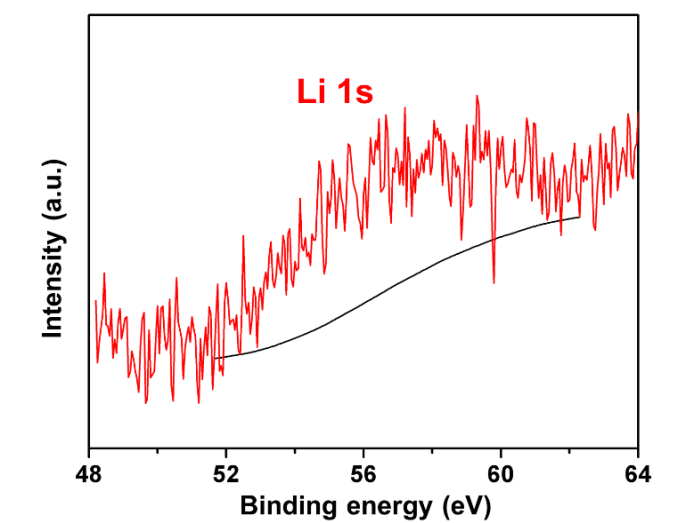 Li 1s
Intensity (a.u.)
48 52 56 60 64
Binding energy (eV)